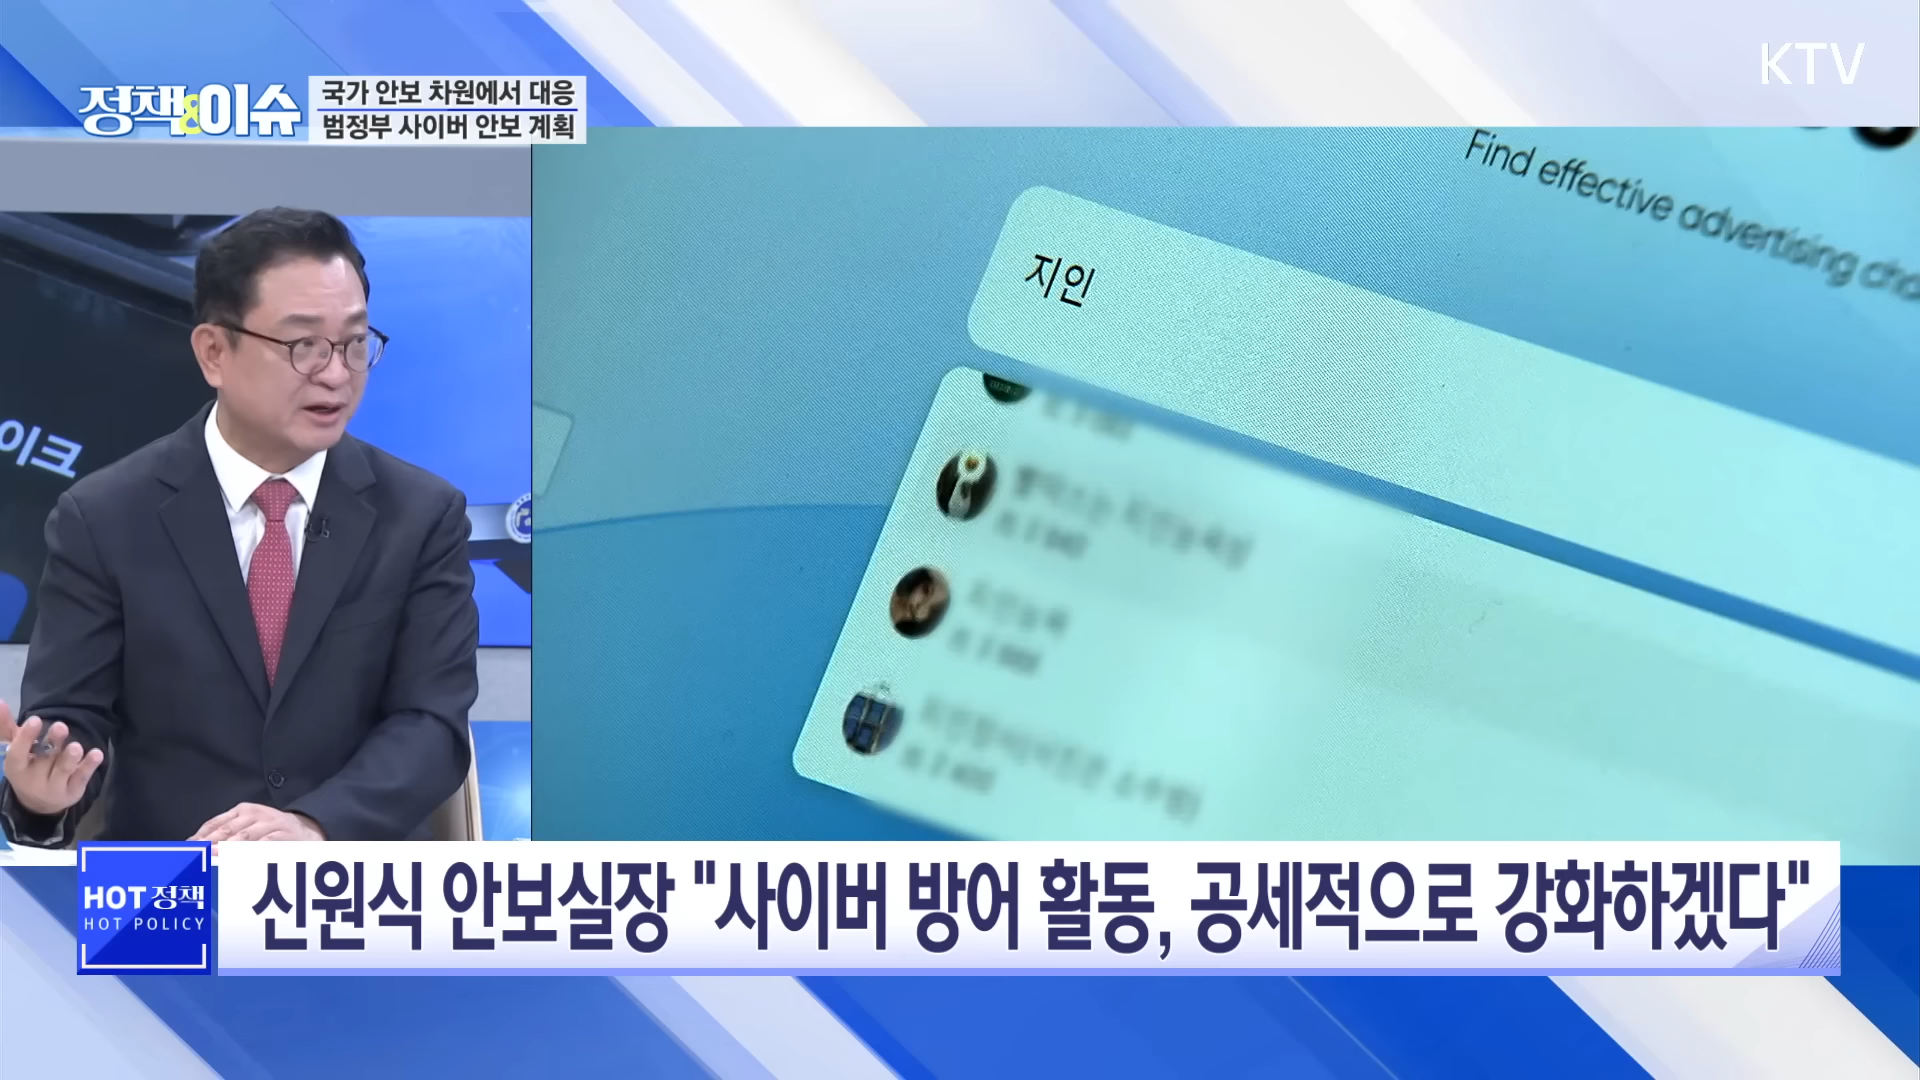 KTV
정책&이슈
국가 안보 차원에서 대응
범정부 사이버 안보 계획
Find effective advertising
지인
이크
HOT 정책
HOT POLICY
신원식 안보실장 "사이버 방어 활동, 공세적으로 강화하겠다"